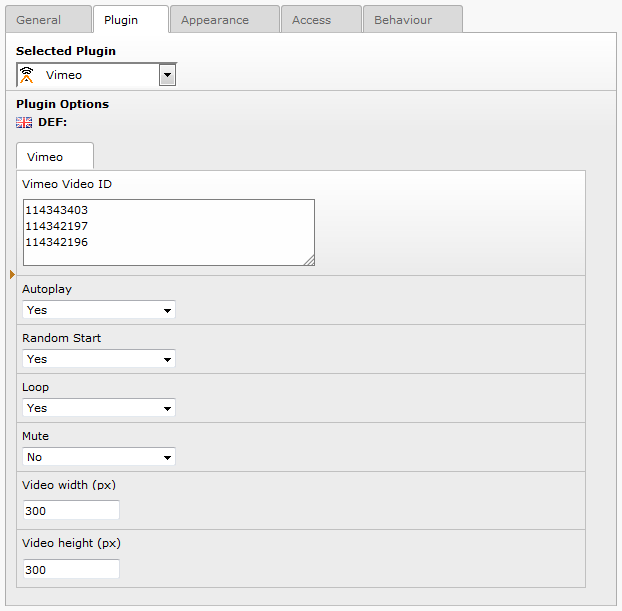 General Plugin Appearance Access Behaviour
Selected Plugin
Vimeo
Plugin Options
DEF:
Vimeo
Vimeo Video ID
114343403
114342197
114342196
Autoplay
Yes
Random Start
Yes
Loop
Yes
Mute
No
Video width (px)
300
Video height (px)
300